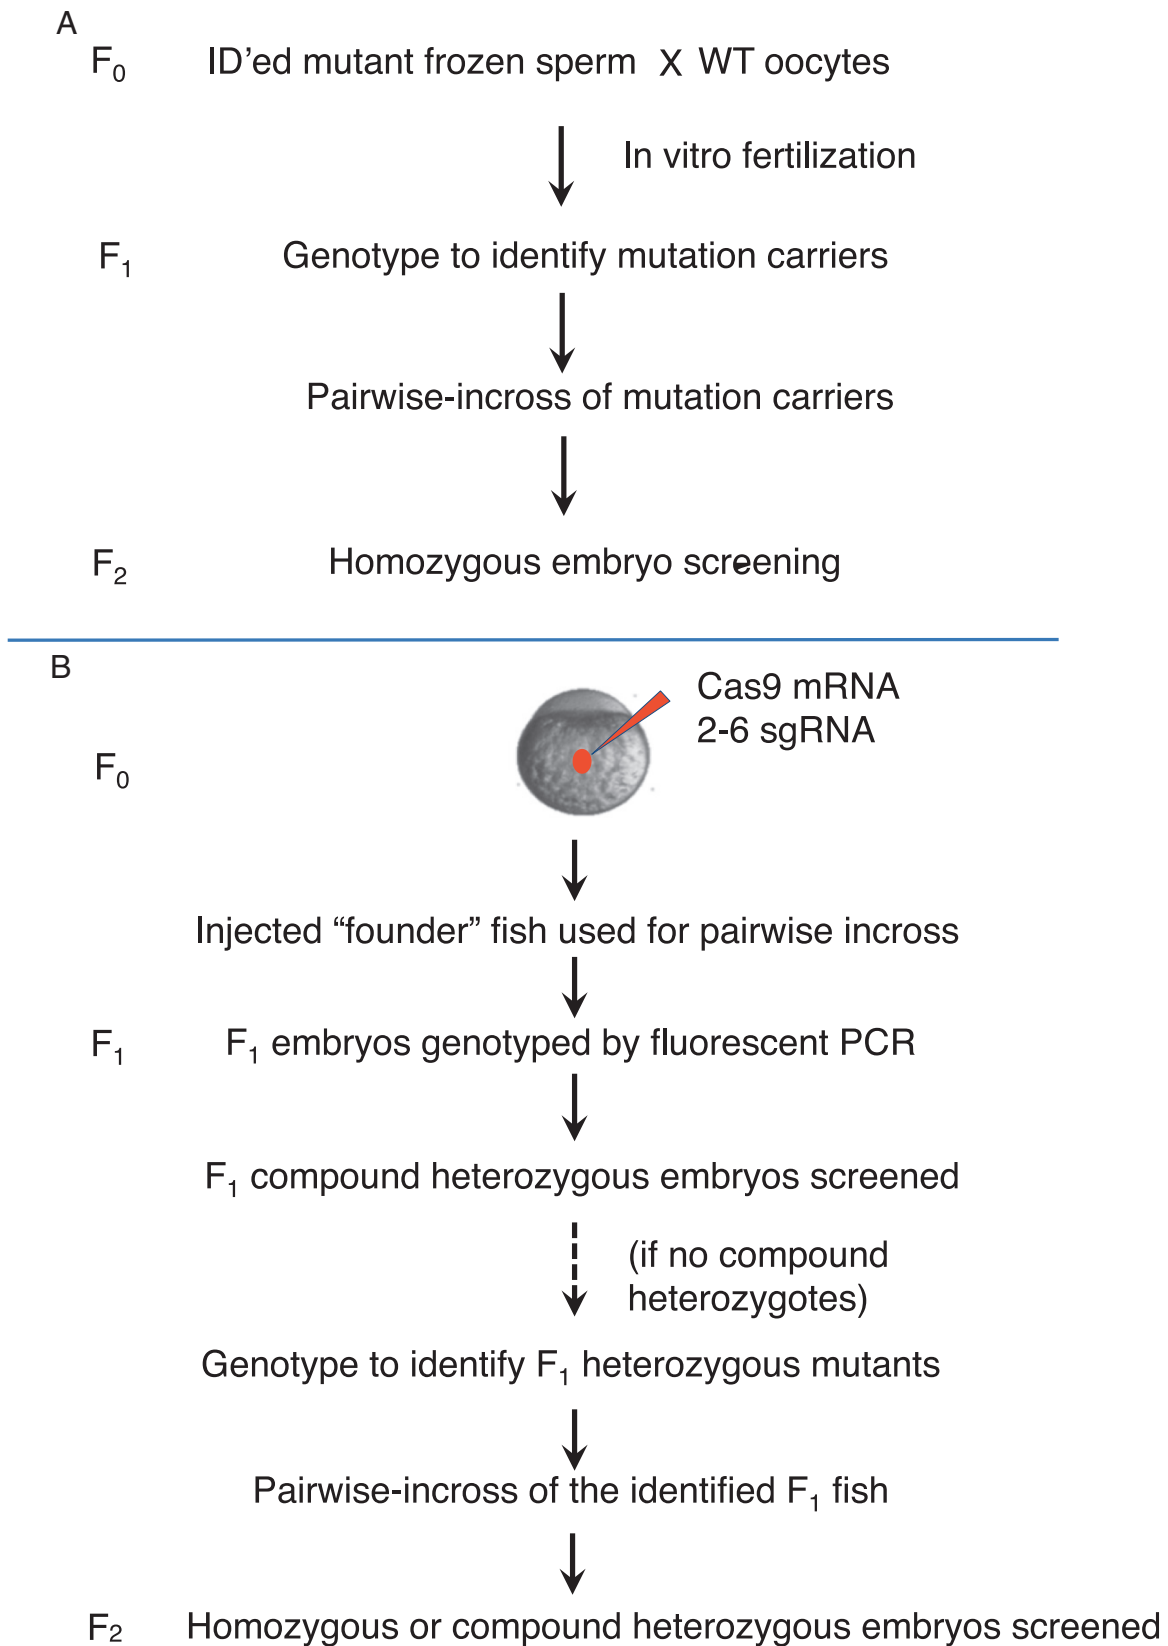 A
F₀ ID’ed mutant frozen sperm X WT oocytes
In vitro fertilization
F₁ Genotype to identify mutation carriers
Pairwise-incross of mutation carriers
F₂ Homozygous embryo screening
B
Cas9 mRNA
2-6 sgRNA
F₀
Injected “founder” fish used for pairwise incross
F₁ F₁ embryos genotyped by fluorescent PCR
F₁ compound heterozygous embryos screened
(if no compound
heterozygotes)
Genotype to identify F₁ heterozygous mutants
Pairwise-incross of the identified F₁ fish
F₂ Homozygous or compound heterozygous embryos screened